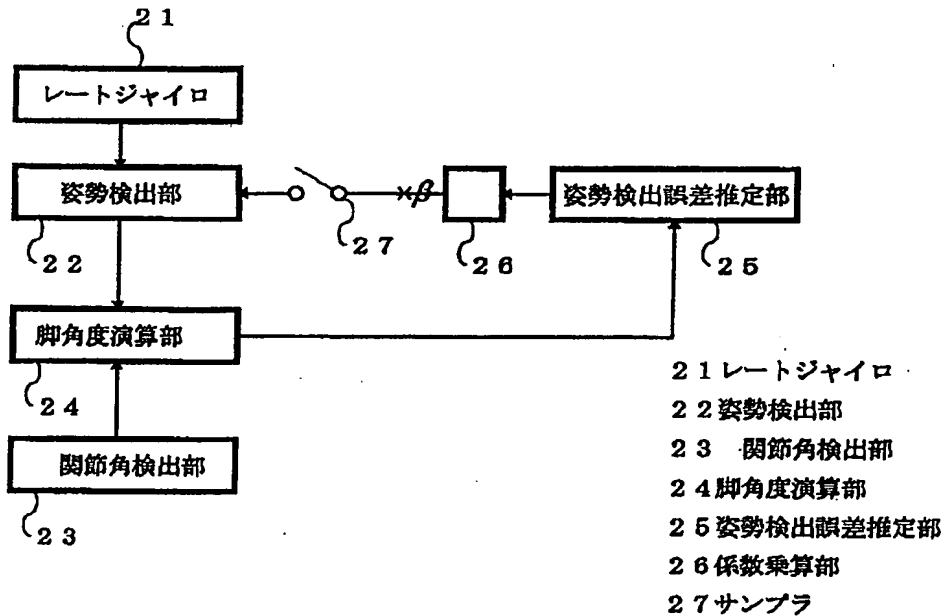 ２１
レートジャイロ
姿勢検出部
２２
２７
×β
２６
姿勢検出誤差推定部
２５
脚角度演算部
２４
関節角検出部
２３
２１レートジャイロ
２２姿勢検出部
２３　関節角検出部
２４脚角度演算部
２５姿勢検出誤差推定部
２６係数乗算部
２７サンプラ